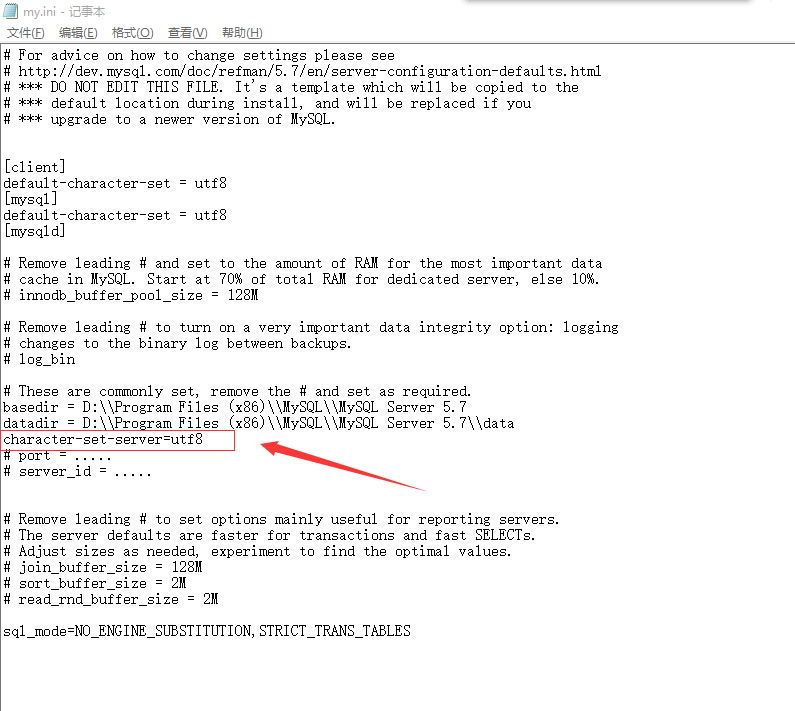 my.ini - 记事本
文件(F) 编辑(E) 格式(O) 查看(V) 帮助(H)
# For advice on how to change settings please see
# http://dev.mysql.com/doc/refman/5.7/en/server-configuration-defaults.html
# *** DO NOT EDIT THIS FILE. It's a template which will be copied to the
# *** default location during install, and will be replaced if you
# *** upgrade to a newer version of MySQL.
[client]
default-character-set = utf8
[mysql]
default-character-set = utf8
[mysqld]
# Remove leading # and set to the amount of RAM for the most important data
# cache in MySQL. Start at 70% of total RAM for dedicated server, else 10%.
# innodb_buffer_pool_size = 128M
# Remove leading # to turn on a very important data integrity option: logging
# changes to the binary log between backups.
# log_bin
# These are commonly set, remove the # and set as required.
basedir = D:\\Program Files (x86)\\MySQL\\MySQL Server 5.7
datadir = D:\\Program Files (x86)\\MySQL\\MySQL Server 5.7\\data
character-set-server=utf8
# port = .....
# server_id = .....
# Remove leading # to set options mainly useful for reporting servers.
# The server defaults are faster for transactions and fast SELECTs.
# Adjust sizes as needed, experiment to find the optimal values.
# join_buffer_size = 128M
# sort_buffer_size = 2M
# read_rnd_buffer_size = 2M
sql_mode=NO_ENGINE_SUBSTITUTION,STRICT_TRANS_TABLES